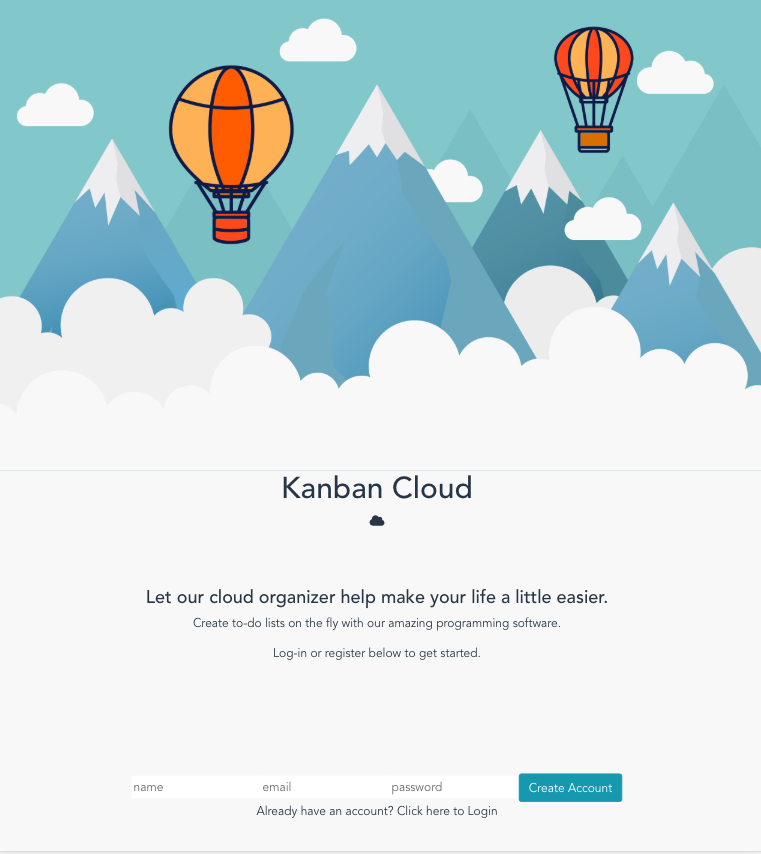 Kanban Cloud
Let our cloud organizer help make your life a little easier.
Create to-do lists on the fly with our amazing programming software.
Log-in or register below to get started.
name email password Create Account
Already have an account? Click here to Login